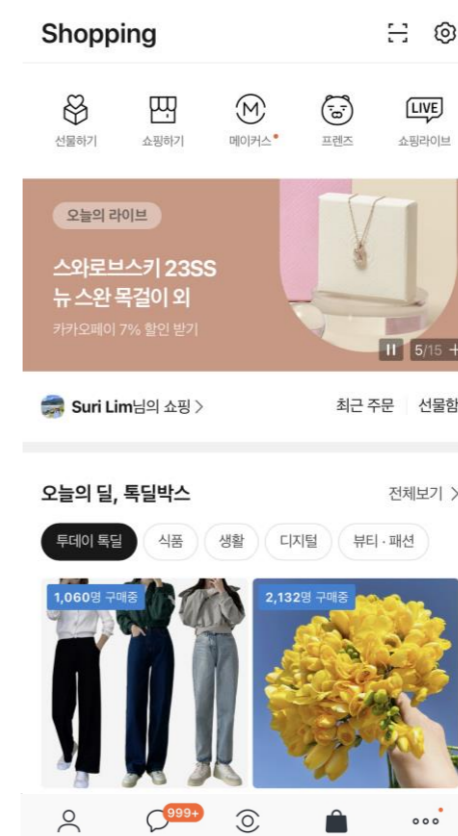 Shopping
선물하기
쇼핑하기
메이커스
프렌즈
LIVE
쇼핑라이브
오늘의 라이브
스와로브스키 23SS
뉴 스완 목걸이 외
카카오페이 7% 할인 받기
5/15 +
Suri Lim님의 쇼핑 >
최근 주문
선물함
오늘의 딜, 톡딜박스
전체보기 >
투데이 톡딜
식품
생활
디지털
뷰티 · 패션
1,060명 구매중
2,132명 구매중
999+